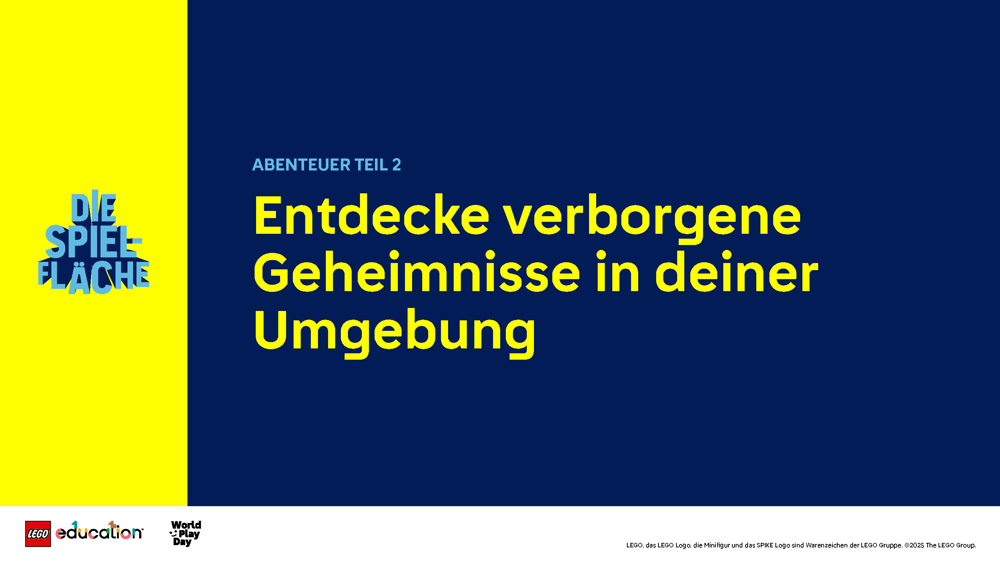 DIE
SPIEL-
FLÄCHE
ABENTEUER TEIL 2
Entdecke verborgene
Geheimnisse in deiner
Umgebung
LEGO education™
World
Play
Day
LEGO, das LEGO Logo, die Minifigur und das SPIKE Logo sind Warenzeichen der LEGO Gruppe. ©2025 The LEGO Group.